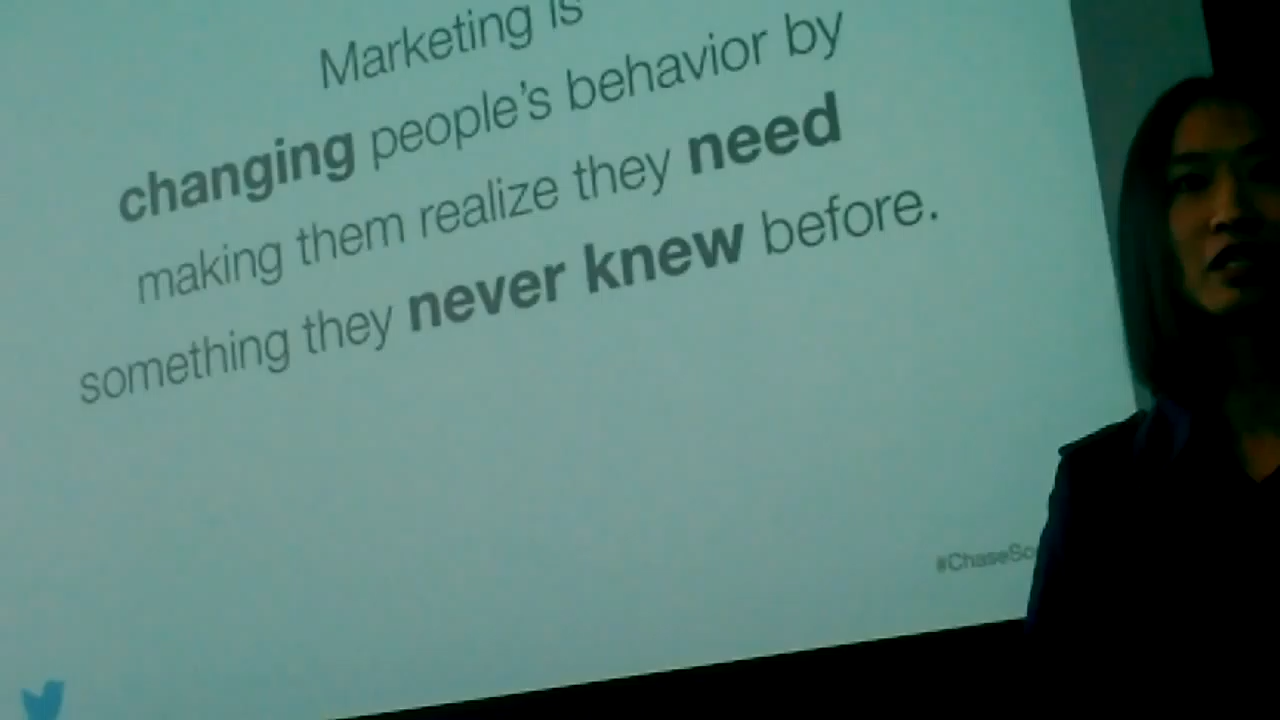 Marketing is
changing people's behavior by
making them realize they need
something they never knew before.